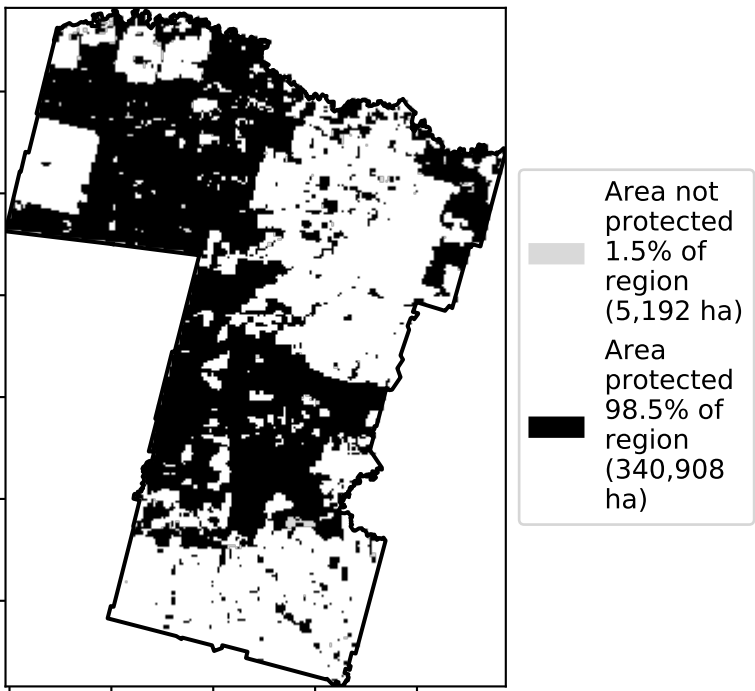 Area not
protected
1.5% of
region
(5,192 ha)
Area
protected
98.5% of
region
(340,908
ha)